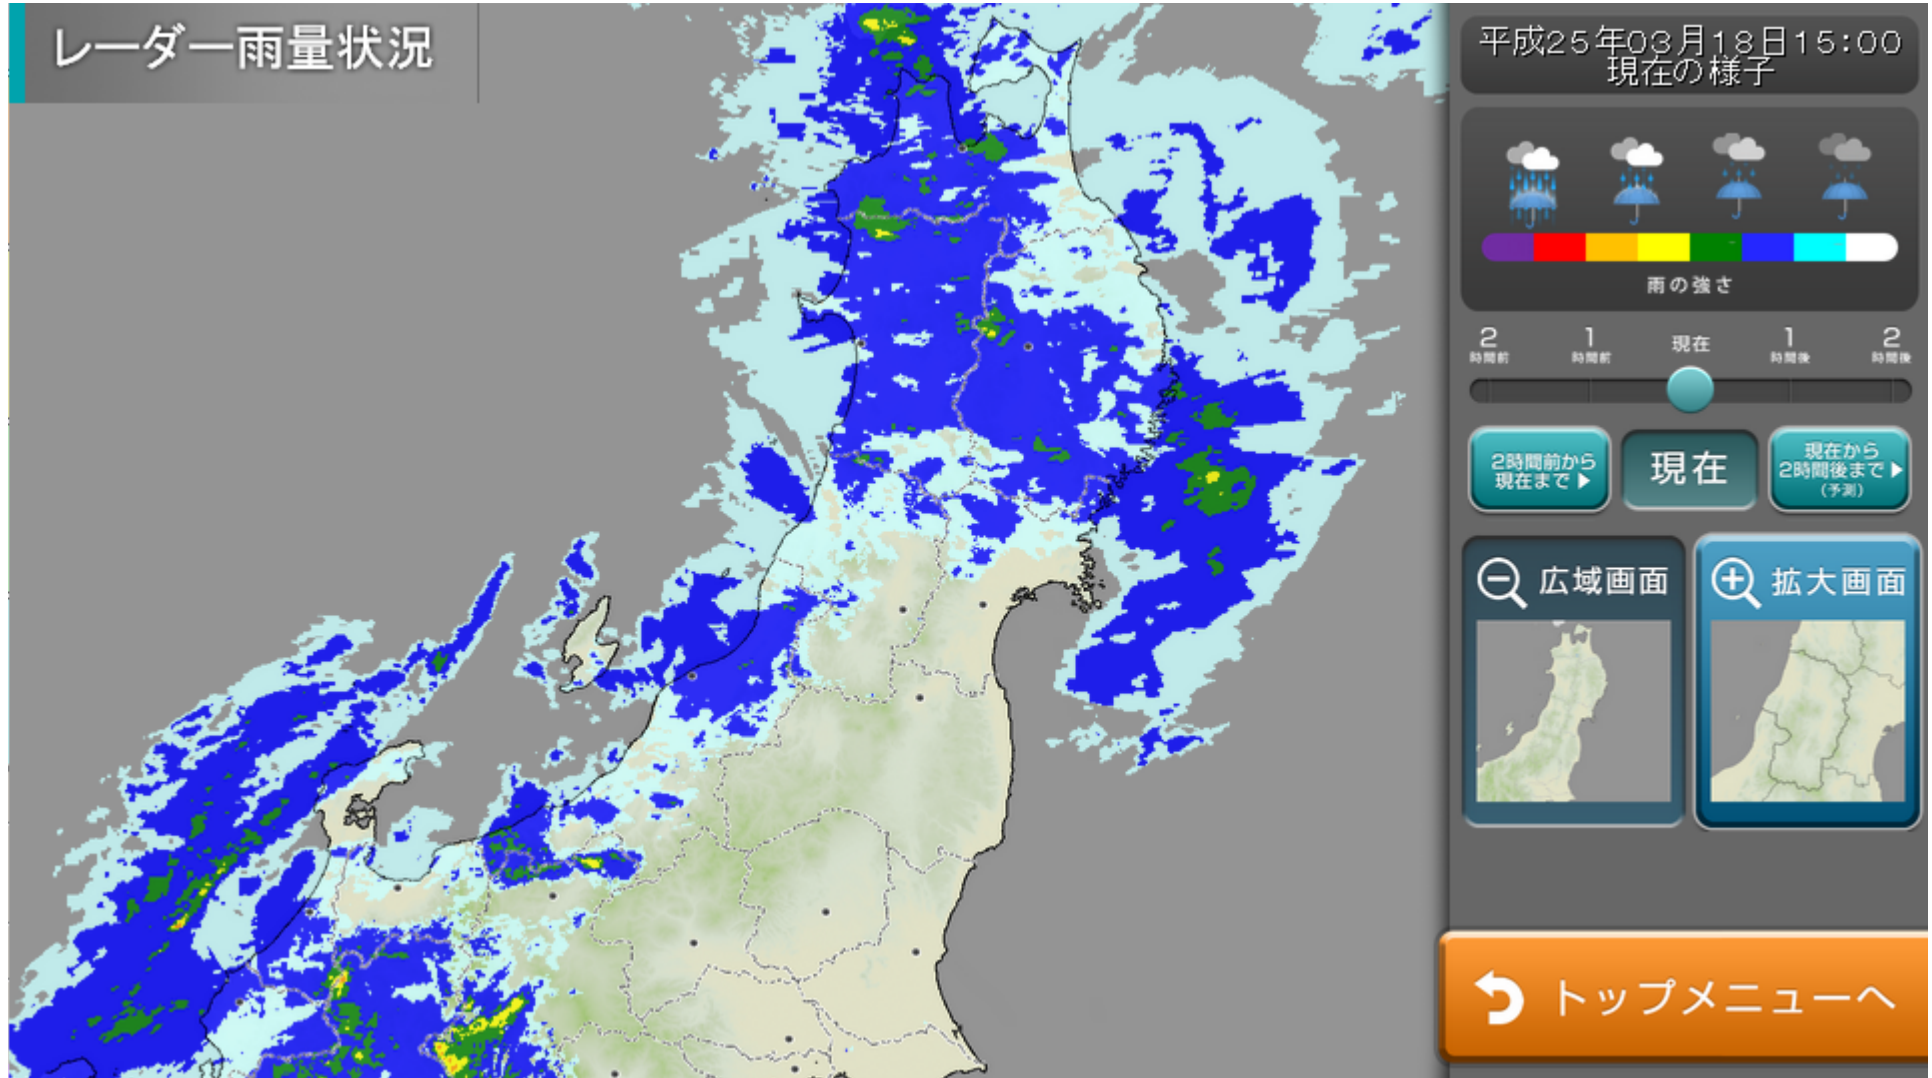 レーダー雨量状況
平成25年03月18日15:00
現在の様子
雨の強さ
2 1 現在 1 2
時間前 時間前 時間後 時間後
2時間前から
現在まで▶
現在
現在から
2時間後まで▶
(予測)
広域画面
拡大画面
トップメニューへ